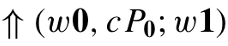 ⇑ (w𝟎, cP𝟎; w𝟏)